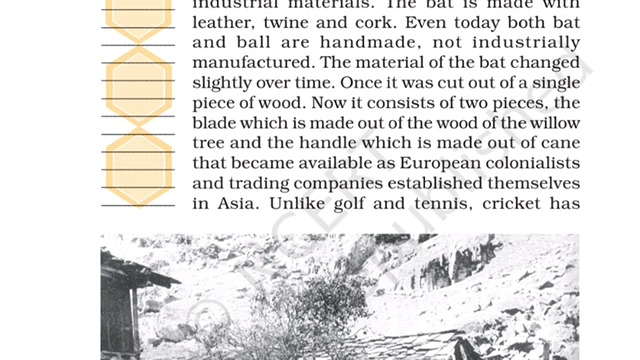 industrial materials. The bat is made with
leather, twine and cork. Even today both bat
and ball are handmade, not industrially
manufactured. The material of the bat changed
slightly over time. Once it was cut out of a single
piece of wood. Now it consists of two pieces, the
blade which is made out of the wood of the willow
tree and the handle which is made out of cane
that became available as European colonialists
and trading companies established themselves
in Asia. Unlike golf and tennis, cricket has
© NCERT
published